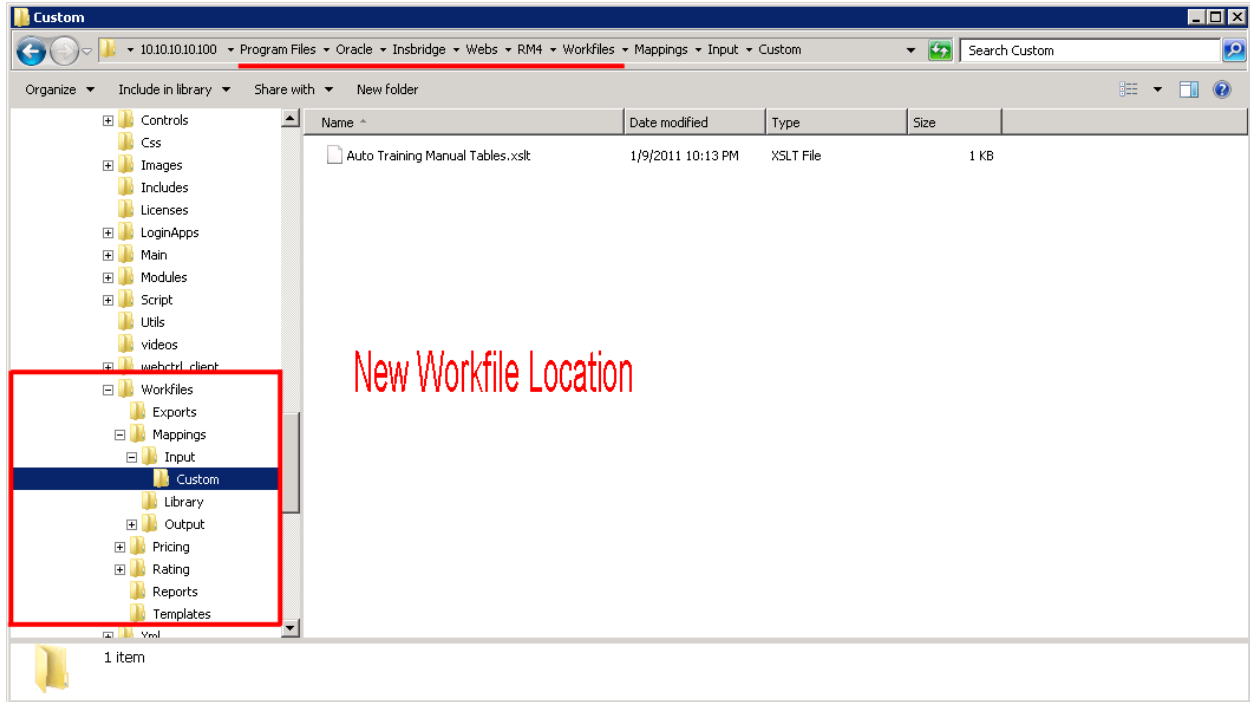 Custom
10.10.10.10.100 Program Files Oracle Insbridge Webs RM4 Workfiles Mappings Input Custom Search Custom
Organize Include in library Share with New folder
Name Date modified Type Size
Auto Training Manual Tables.xslt 1/9/2011 10:13 PM XSLT File 1 KB
Controls
Css
Images
Includes
Licenses
LoginApps
Main
Modules
Script
Utils
videos
webctrl_client
Workfiles
Exports
Mappings
Input
Custom
Library
Output
Pricing
Rating
Reports
Templates
Xml
New Workfile Location
1 item